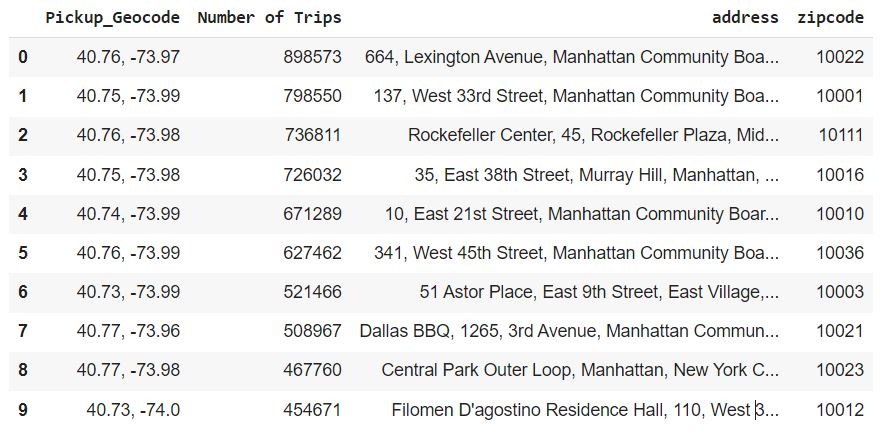 Pickup_Geocode Number of Trips address zipcode
0 40.76, -73.97 898573 664, Lexington Avenue, Manhattan Community Boa... 10022
1 40.75, -73.99 798550 137, West 33rd Street, Manhattan Community Boa... 10001
2 40.76, -73.98 736811 Rockefeller Center, 45, Rockefeller Plaza, Mid... 10111
3 40.75, -73.98 726032 35, East 38th Street, Murray Hill, Manhattan, ... 10016
4 40.74, -73.99 671289 10, East 21st Street, Manhattan Community Boar... 10010
5 40.76, -73.99 627462 341, West 45th Street, Manhattan Community Boa... 10036
6 40.73, -73.99 521466 51 Astor Place, East 9th Street, East Village,... 10003
7 40.77, -73.96 508967 Dallas BBQ, 1265, 3rd Avenue, Manhattan Commun... 10021
8 40.77, -73.98 467760 Central Park Outer Loop, Manhattan, New York C... 10023
9 40.73, -74.0 454671 Filomen D'agostino Residence Hall, 110, West 3... 10012